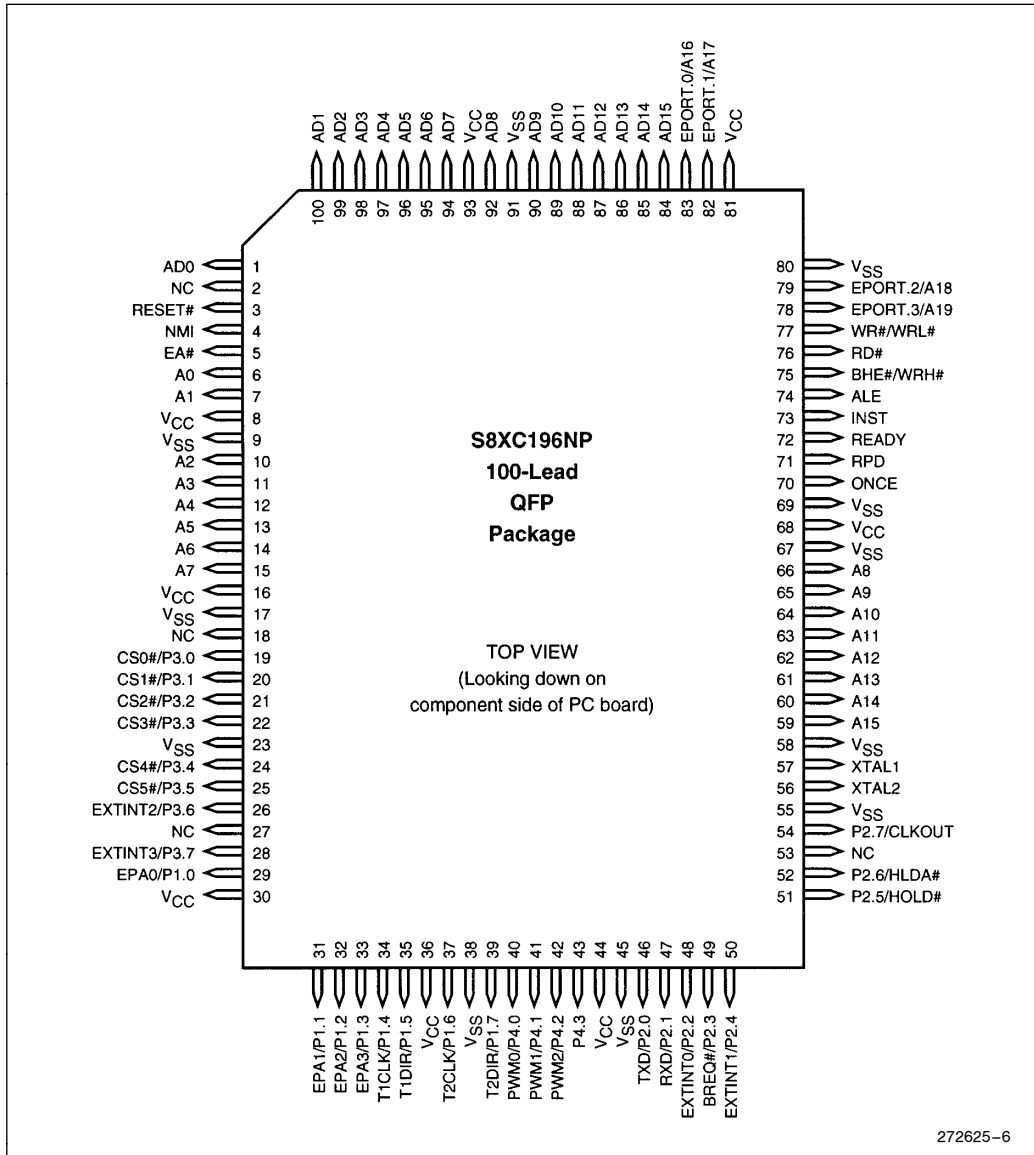 AD1
AD2
AD3
AD4
AD5
AD6
AD7
VCC
AD8
VSS
AD9
AD10
AD11
AD12
AD13
AD14
AD15
EPORT.0/A16
EPORT.1/A17
VCC
100
99
98
97
96
95
94
93
92
91
90
89
88
87
86
85
84
83
82
81
AD0 1
NC 2
RESET# 3
NMI 4
EA# 5
A0 6
A1 7
VCC 8
VSS 9
A2 10
A3 11
A4 12
A5 13
A6 14
A7 15
VCC 16
VSS 17
NC 18
CS0#/P3.0 19
CS1#/P3.1 20
CS2#/P3.2 21
CS3#/P3.3 22
VSS 23
CS4#/P3.4 24
CS5#/P3.5 25
EXTINT2/P3.6 26
NC 27
EXTINT3/P3.7 28
EPA0/P1.0 29
VCC 30
S8XC196NP
100-Lead
QFP
Package
TOP VIEW
(Looking down on
component side of PC board)
80 VSS
79 EPORT.2/A18
78 EPORT.3/A19
77 WR#/WRL#
76 RD#
75 BHE#/WRH#
74 ALE
73 INST
72 READY
71 RPD
70 ONCE
69 VSS
68 VCC
67 VSS
66 A8
65 A9
64 A10
63 A11
62 A12
61 A13
60 A14
59 A15
58 VSS
57 XTAL1
56 XTAL2
55 VSS
54 P2.7/CLKOUT
53 NC
52 P2.6/HLDA#
51 P2.5/HOLD#
31
32
33
34
35
36
37
38
39
40
41
42
43
44
45
46
47
48
49
50
EPA1/P1.1
EPA2/P1.2
EPA3/P1.3
T1CLK/P1.4
T1DIR/P1.5
VCC
T2CLK/P1.6
VSS
T2DIR/P1.7
PWM0/P4.0
PWM1/P4.1
PWM2/P4.2
P4.3
VCC
VSS
TXD/P2.0
RXD/P2.1
EXTINT0/P2.2
BREQ#/P2.3
EXTINT1/P2.4
272625–6